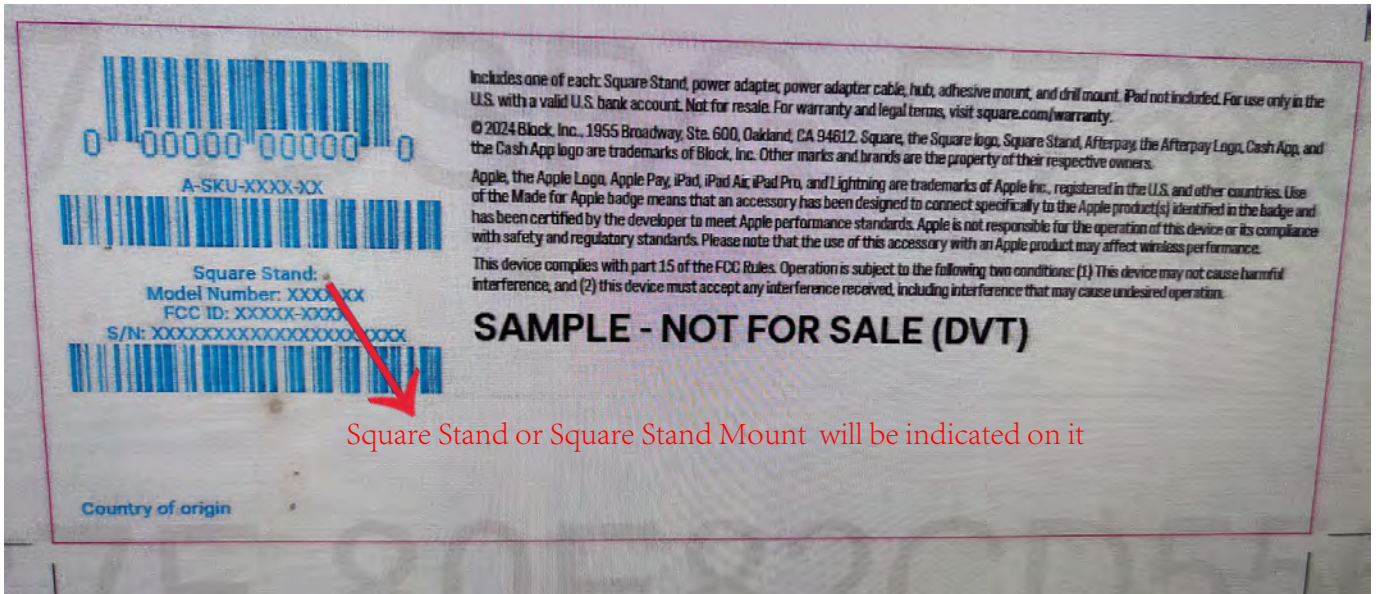 0 00000 00000 0
A-SKU-XXXX-XX
Square Stand:
Model Number: XXXX-XX
FCC ID: XXXXX-XXXX
S/N: XXXXXXXXXXXXXXXXXXXXXXX
Country of origin
Includes one of each: Square Stand, power adapter, power adapter cable, hub, adhesive mount, and drill mount. iPad not included. For use only in the
U.S. with a valid U.S. bank account. Not for resale. For warranty and legal terms, visit square.com/warranty.
© 2024 Block, Inc., 1955 Broadway, Ste. 600, Oakland, CA 94612. Square, the Square logo, Square Stand, Afterpay, the Afterpay Logo, Cash App, and
the Cash App logo are trademarks of Block, Inc. Other marks and brands are the property of their respective owners.
Apple, the Apple Logo, Apple Pay, iPad, iPad Air, iPad Pro, and Lightning are trademarks of Apple Inc., registered in the U.S. and other countries. Use
of the Made for Apple badge means that an accessory has been designed to connect specifically to the Apple product(s) identified in the badge and
has been certified by the developer to meet Apple performance standards. Apple is not responsible for the operation of this device or its compliance
with safety and regulatory standards. Please note that the use of this accessory with an Apple product may affect wireless performance.
This device complies with part 15 of the FCC Rules. Operation is subject to the following two conditions: (1) This device may not cause harmful
interference, and (2) this device must accept any interference received, including interference that may cause undesired operation.
SAMPLE - NOT FOR SALE (DVT)
Square Stand or Square Stand Mount will be indicated on it